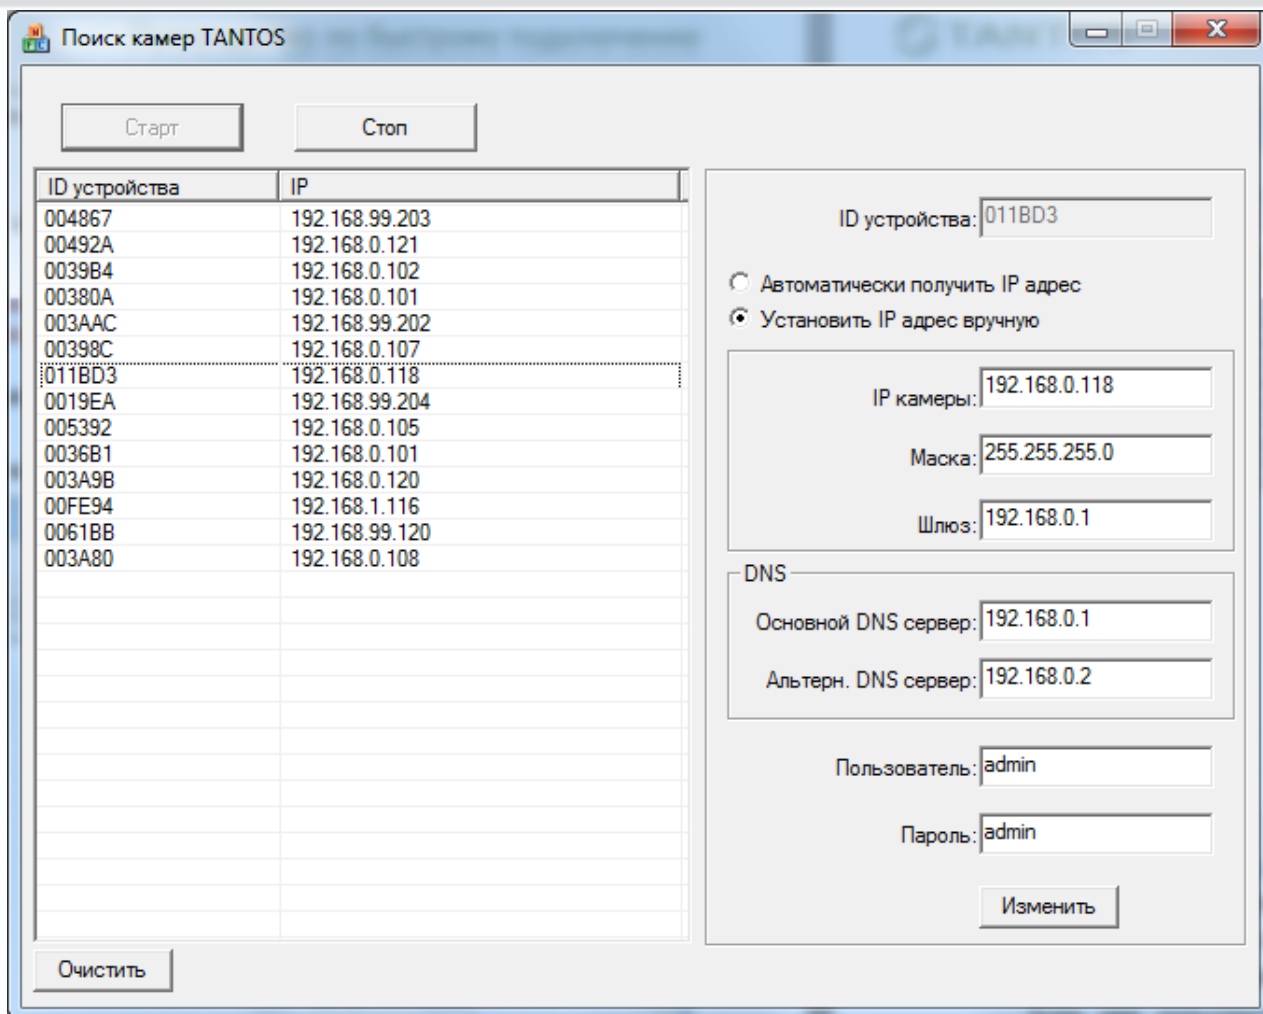 Поиск камер TANTOS
Старт Стоп
ID устройства IP
004867 192.168.99.203
00492A 192.168.0.121
0039B4 192.168.0.102
00380A 192.168.0.101
003AAC 192.168.99.202
00398C 192.168.0.107
011BD3 192.168.0.118
0019EA 192.168.99.204
005392 192.168.0.105
0036B1 192.168.0.101
003A9B 192.168.0.120
00FE94 192.168.1.116
0061BB 192.168.99.120
003A80 192.168.0.108
Очистить
ID устройства: 011BD3
Автоматически получить IP адрес
Установить IP адрес вручную
IP камеры: 192.168.0.118
Маска: 255.255.255.0
Шлюз: 192.168.0.1
DNS
Основной DNS сервер: 192.168.0.1
Альтерн. DNS сервер: 192.168.0.2
Пользователь: admin
Пароль: admin
Изменить